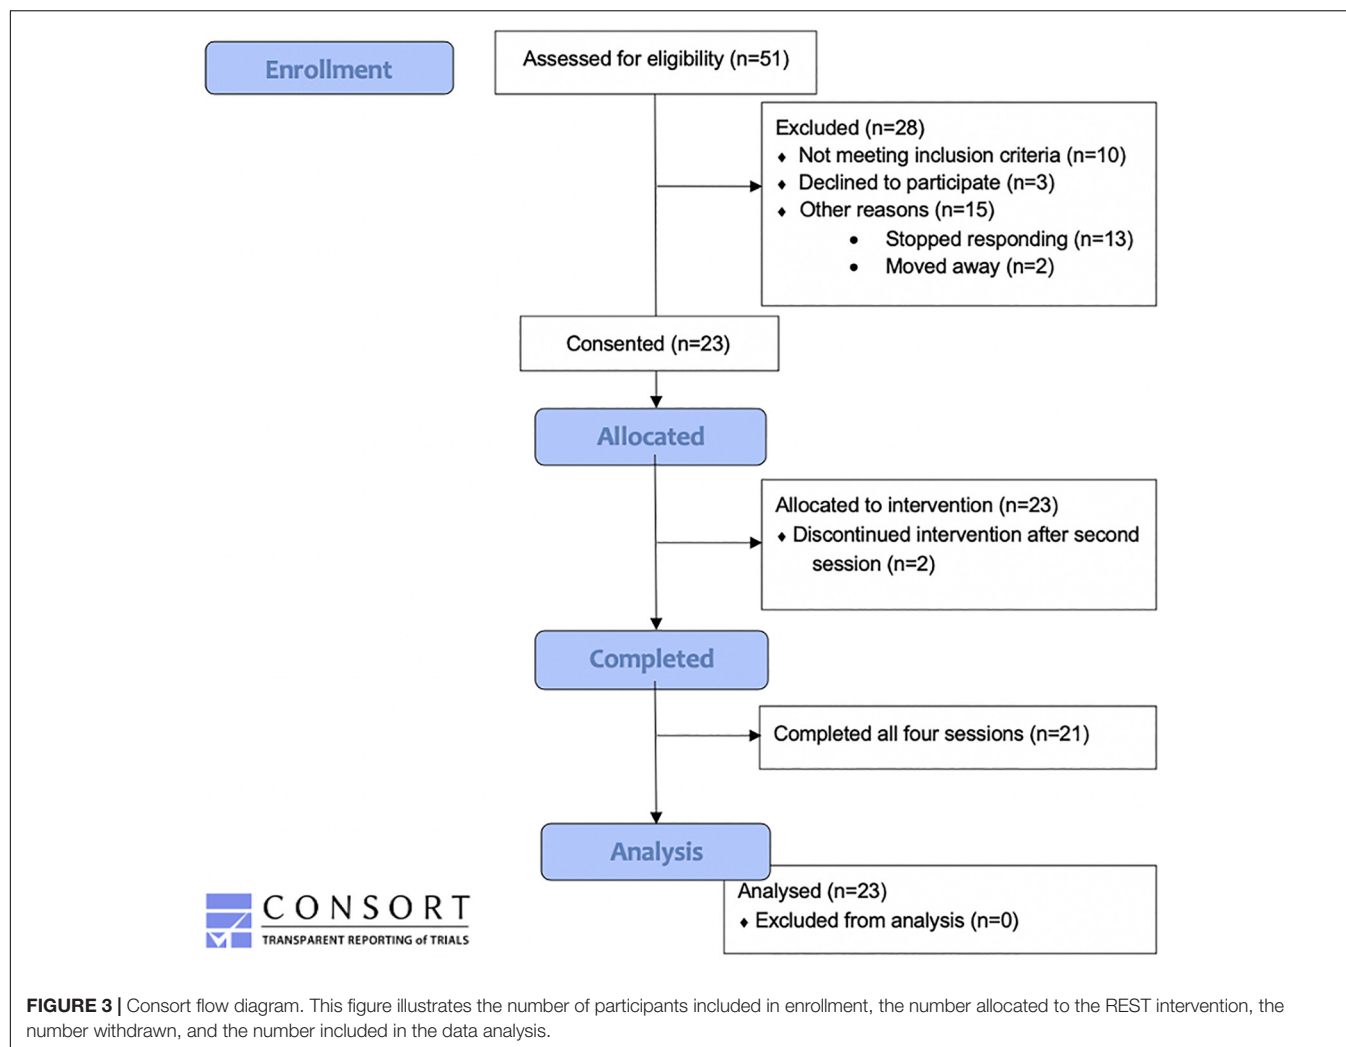 Enrollment
Assessed for eligibility (n=51)
Excluded (n=28)
♦ Not meeting inclusion criteria (n=10)
♦ Declined to participate (n=3)
♦ Other reasons (n=15)
• Stopped responding (n=13)
• Moved away (n=2)
Consented (n=23)
Allocated
Allocated to intervention (n=23)
♦ Discontinued intervention after second
session (n=2)
Completed
Completed all four sessions (n=21)
Analysis
Analysed (n=23)
♦ Excluded from analysis (n=0)
CONSORT
TRANSPARENT REPORTING of TRIALS
FIGURE 3 | Consort flow diagram. This figure illustrates the number of participants included in enrollment, the number allocated to the REST intervention, the
number withdrawn, and the number included in the data analysis.